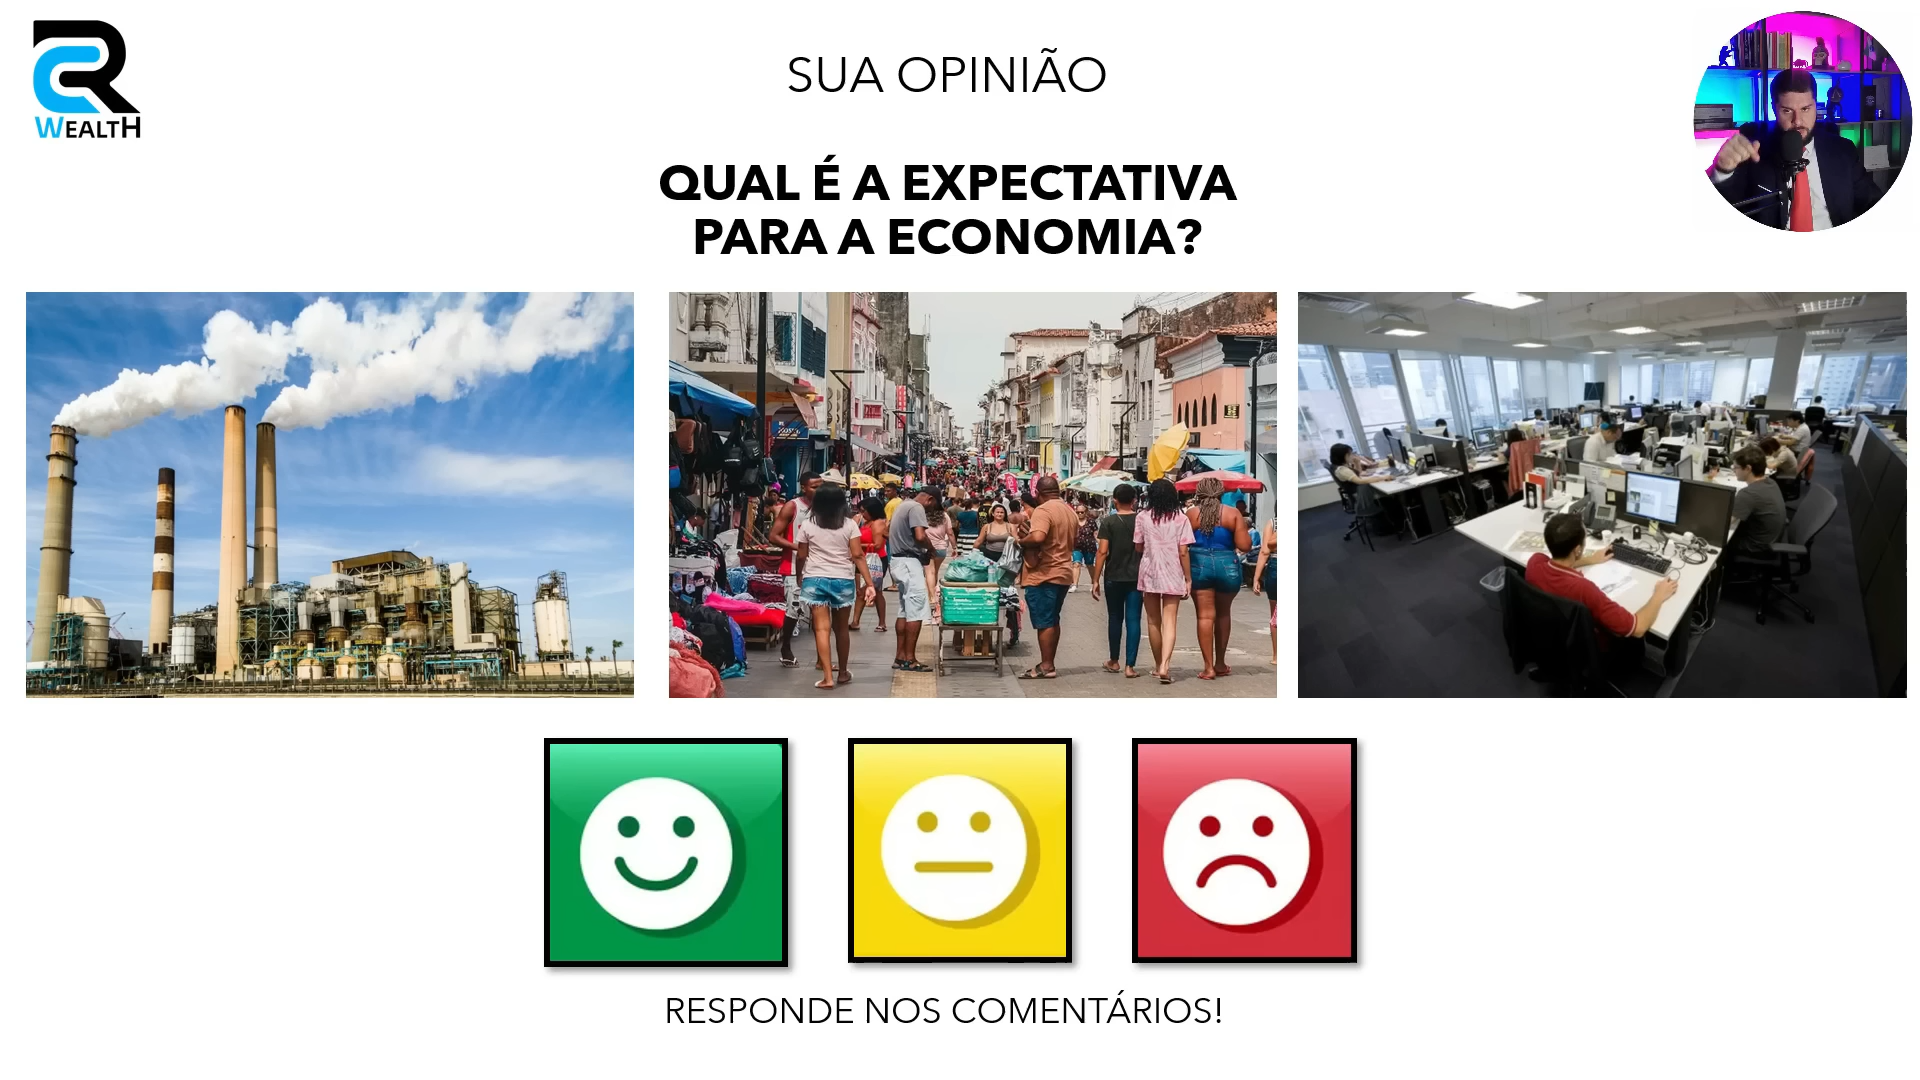 WEALTH
SUA OPINIÃO
QUAL É A EXPECTATIVA
PARA A ECONOMIA?
RESPONDE NOS COMENTÁRIOS!